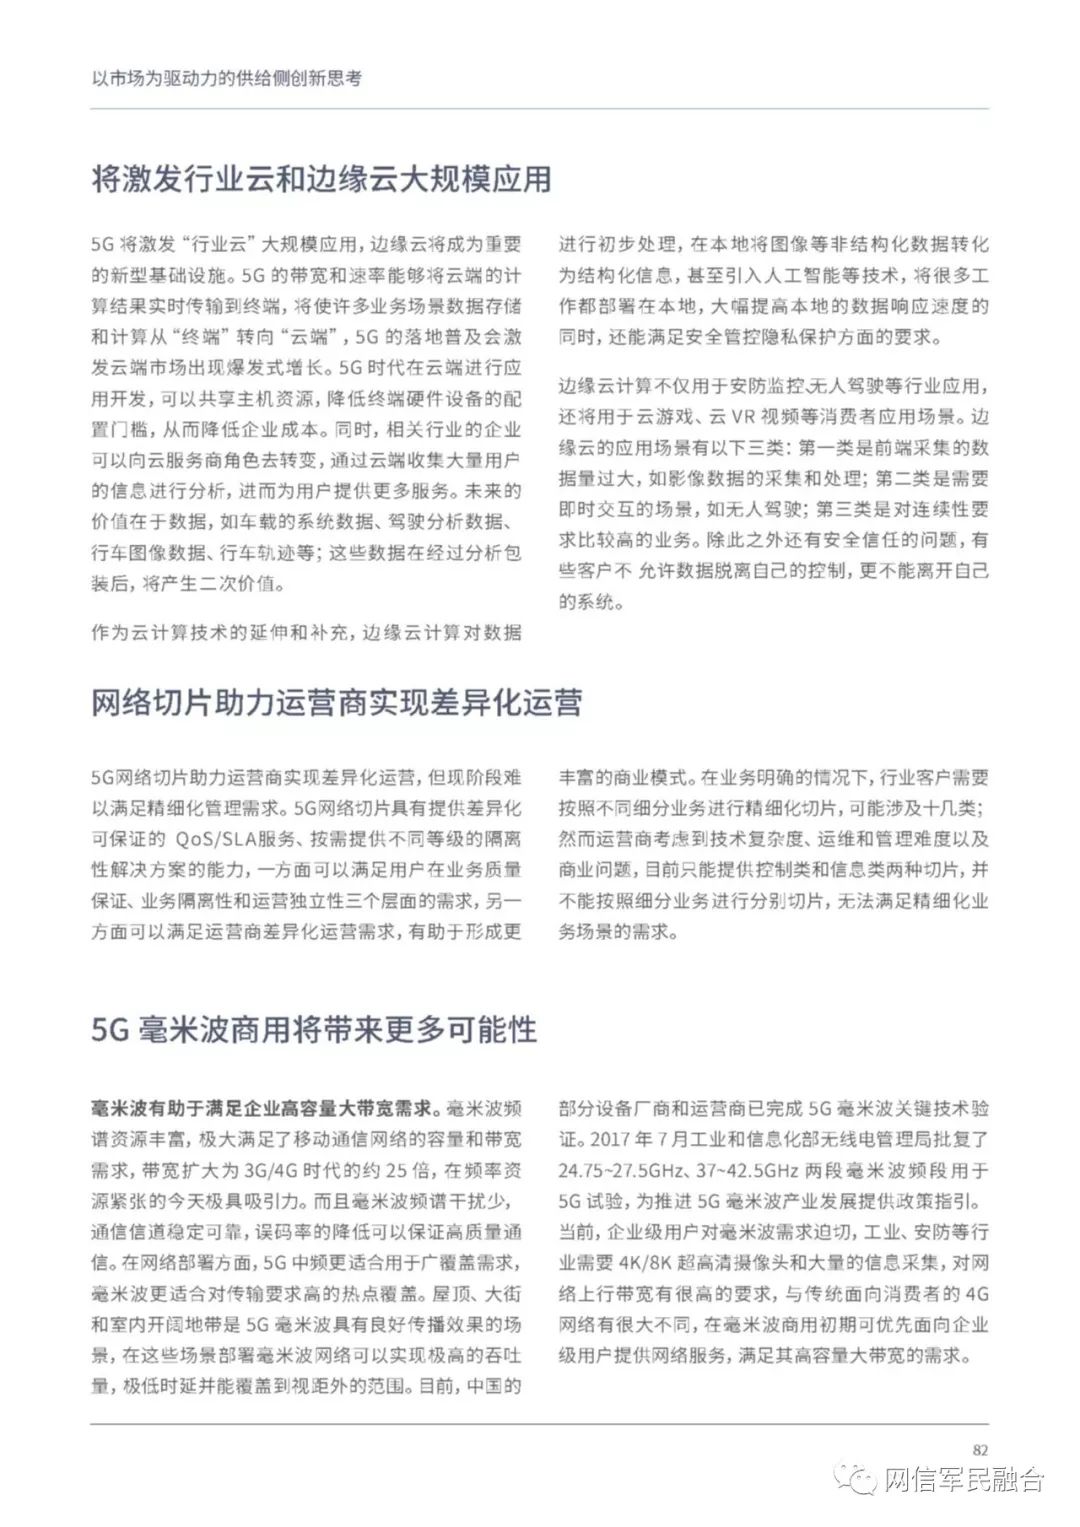 以市场为驱动力的供给侧创新思考
将激发行业云和边缘云大规模应用
5G 将激发 “行业云” 大规模应用，边缘云将成为重要
的新型基础设施。5G 的带宽和速率能够将云端的计
算结果实时传输到终端，将使许多业务场景数据存储
和计算从 “终端” 转向 “云端”，5G 的落地普及会激
发云端市场出现爆发式增长。5G 时代在云端进行应
用开发，可以共享主机资源，降低终端硬件设备的配
置门槛，从而降低企业成本。同时，相关行业的企业
可以向云服务商角色去转变，通过云端收集大量用户
的信息进行分析，进而为用户提供更多服务。未来的
价值在于数据，如车载的系统数据、驾驶分析数据、
行车图像数据、行车轨迹等；这些数据在经过分析包
装后，将产生二次价值。
作为云计算技术的延伸和补充，边缘云计算对数据
进行初步处理，在本地将图像等非结构化数据转化
为结构化信息，甚至引入人工智能等技术，将很多工
作都部署在本地，大幅提高本地的数据响应速度的
同时，还能满足安全管控隐私保护方面的要求。
边缘云计算不仅用于安防监控、无人驾驶等行业应用，
还将用于云游戏、云 VR 视频等消费者应用场景。边
缘云的应用场景有以下三类：第一类是前端采集的数
据量过大，如影像数据的采集和处理；第二类是需要
即时交互的场景，如无人驾驶；第三类是对连续性要
求比较高的业务。除此之外还有安全信任的问题，有
些客户不 允许数据脱离自己的控制，更不能离开自己
的系统。
网络切片助力运营商实现差异化运营
5G网络切片助力运营商实现差异化运营，但现阶段难
以满足精细化管理需求。5G网络切片具有提供差异化
可保证的 QoS/SLA服务、按需提供不同等级的隔离
性解决方案的能力，一方面可以满足用户在业务质量
保证、业务隔离性和运营独立性三个层面的需求，另一
方面可以满足运营商差异化运营需求，有助于形成更
丰富的商业模式。在业务明确的情况下，行业客户需要
按照不同细分业务进行精细化切片，可能涉及十几类；
然而运营商考虑到技术复杂度、运维和管理难度以及
商业问题，目前只能提供控制类和信息类两种切片，并
不能按照细分业务进行分别切片，无法满足精细化业
务场景的需求。
5G 毫米波商用将带来更多可能性
毫米波有助于满足企业高容量大带宽需求。毫米波频
谱资源丰富，极大满足了移动通信网络的容量和带宽
需求，带宽扩大为 3G/4G 时代的约 25 倍，在频率资
源紧张的今天极具吸引力。而且毫米波频谱干扰少，
通信信道稳定可靠，误码率的降低可以保证高质量通
信。在网络部署方面，5G 中频更适合用于广覆盖需求，
毫米波更适合对传输要求高的热点覆盖。屋顶、大街
和室内开阔地带是 5G 毫米波具有良好传播效果的场
景，在这些场景部署毫米波网络可以实现极高的吞吐
量，极低时延并能覆盖到视距外的范围。目前，中国的
部分设备厂商和运营商已完成 5G 毫米波关键技术验
证。2017 年 7 月工业和信息化部无线电管理局批复了
24.75~27.5GHz、37~42.5GHz 两段毫米波频段用于
5G 试验，为推进 5G 毫米波产业发展提供政策指引。
当前，企业级用户对毫米波需求迫切，工业、安防等行
业需要 4K/8K 超高清摄像头和大量的信息采集，对网
络上行带宽有很高的要求，与传统面向消费者的 4G
网络有很大不同，在毫米波商用初期可优先面向企业
级用户提供网络服务，满足其高容量大带宽的需求。
82
网信军民融合